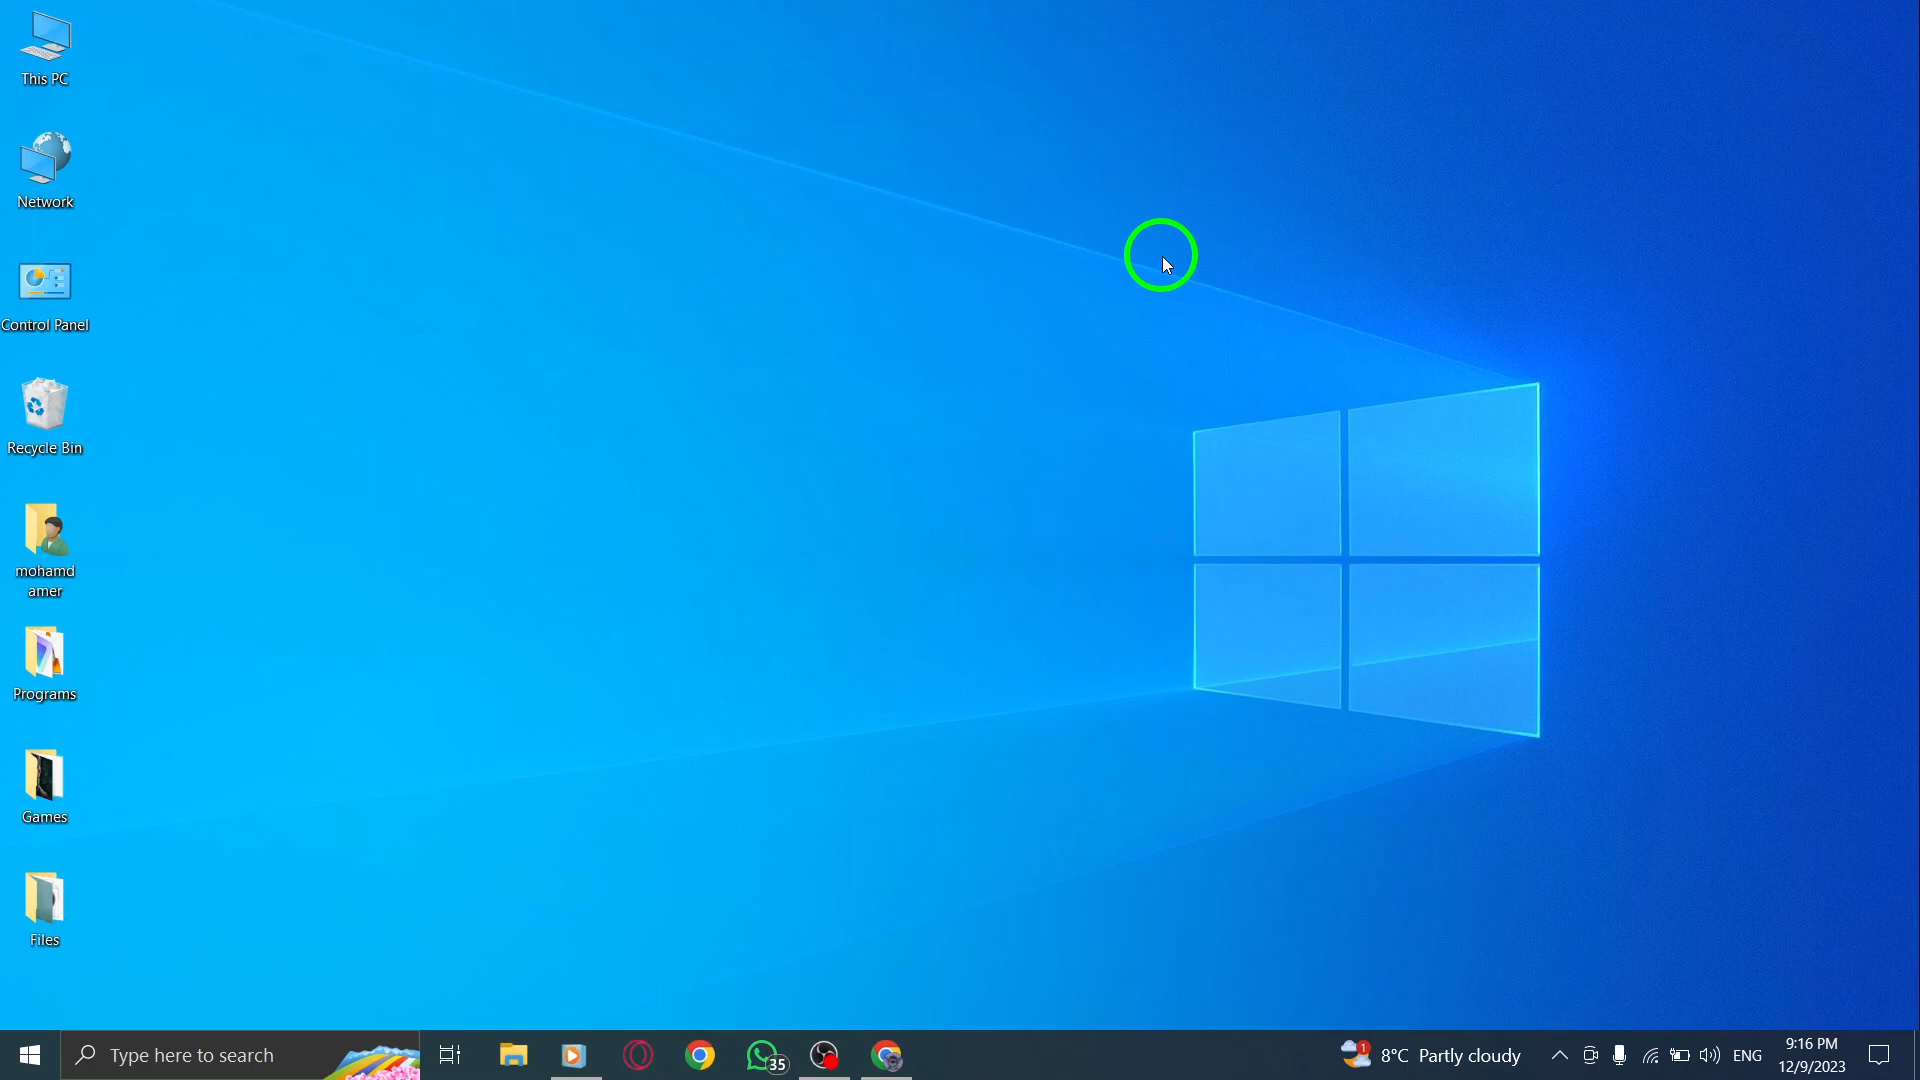 This PC
Network
Control Panel
Recycle Bin
mohamd
amer
Programs
Games
Files
Type here to search
35
1
8°C Partly cloudy
ENG
9:16 PM
12/9/2023